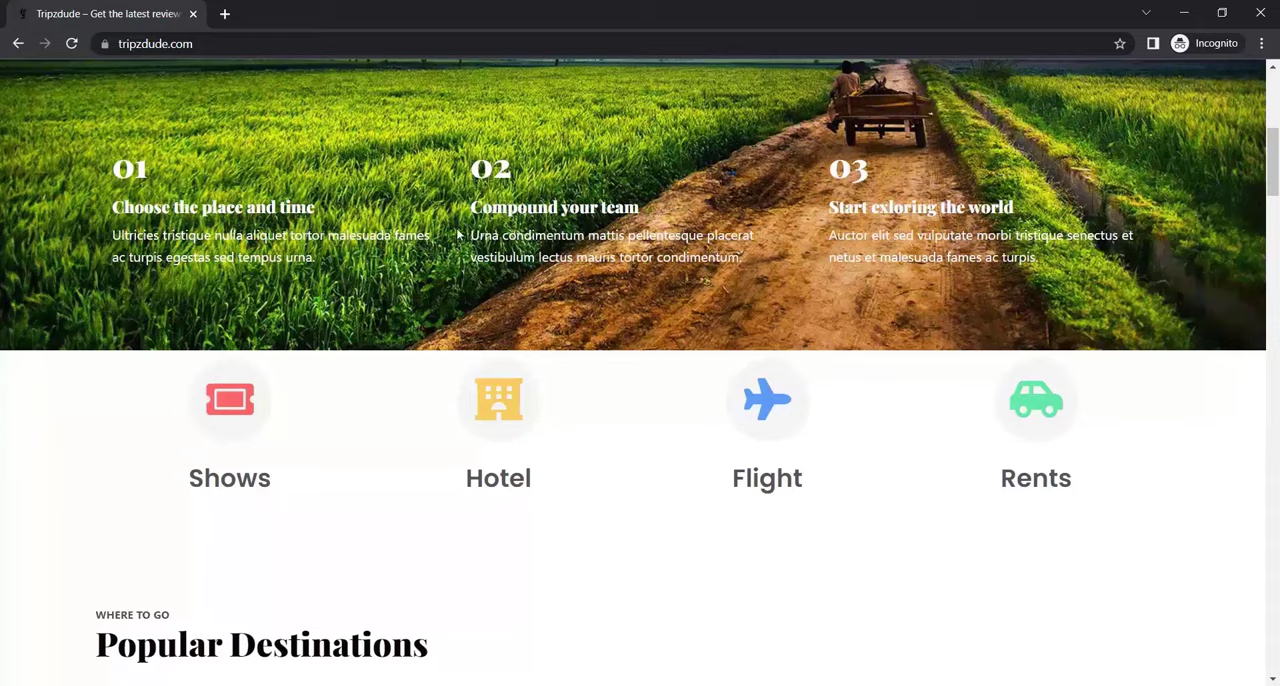 Tripzdude – Get the latest review
tripzdude.com
Incognito
01
Choose the place and time
Ultricies tristique nulla aliquet tortor malesuada fames
ac turpis egestas sed tempus urna.
02
Compound your team
Urna condimentum mattis pellentesque placerat
vestibulum lectus mauris tortor condimentum.
03
Start exloring the world
Auctor elit sed vulputate morbi tristique senectus et
netus et malesuada fames ac turpis.
Shows
Hotel
Flight
Rents
WHERE TO GO
Popular Destinations